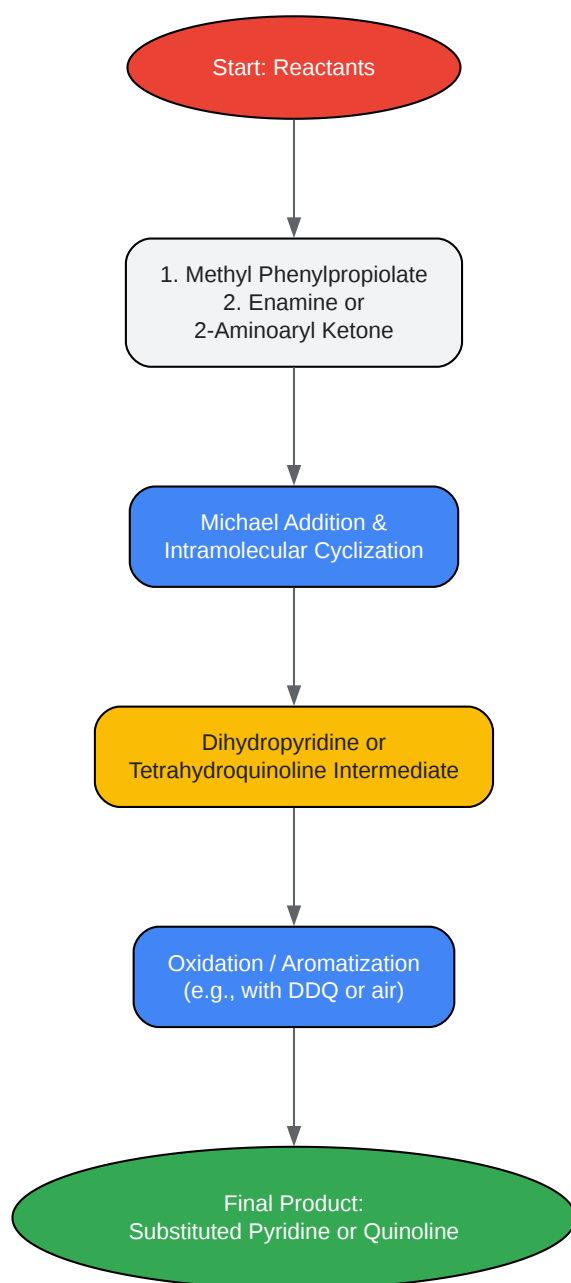 Start: Reactants
1. Methyl Phenylpropiolate
2. Enamine or
2-Aminoaryl Ketone
Michael Addition &
Intramolecular Cyclization
Dihydropyridine or
Tetrahydroquinoline Intermediate
Oxidation / Aromatization
(e.g., with DDQ or air)
Final Product:
Substituted Pyridine or Quinoline